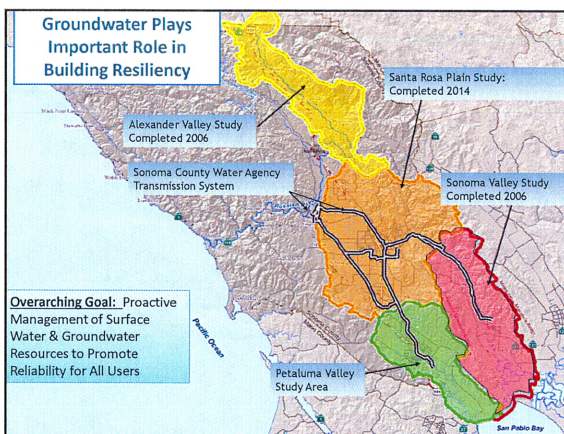 Groundwater Plays
Important Role in
Building Resiliency
Santa Rosa Plain Study:
Completed 2014
Alexander Valley Study
Completed 2006
Sonoma County Water Agency
Transmission System
Sonoma Valley Study
Completed 2006
Overarching Goal: Proactive
Management of Surface
Water & Groundwater
Resources to Promote
Reliability for All Users
Pacific Ocean
Petaluma Valley
Study Area
San Pablo Bay